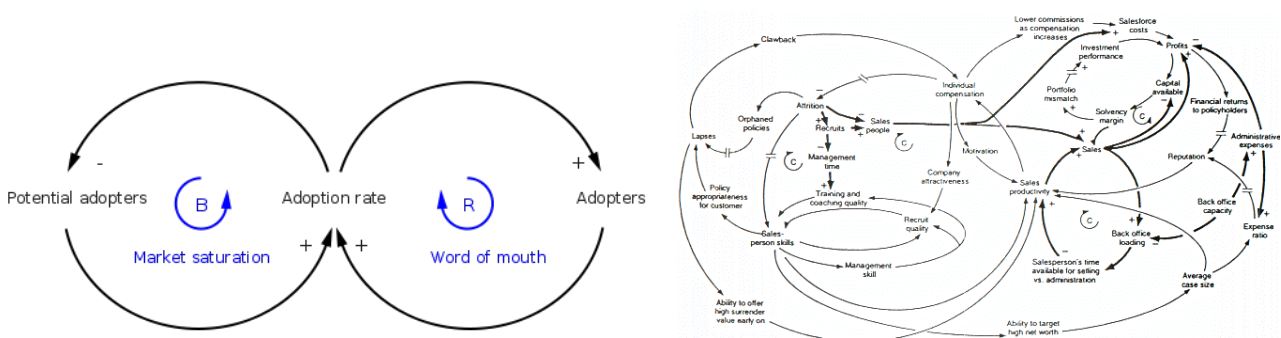 -
+
Potential adopters
B
Adoption rate
R
Adopters
Market saturation
+
+
Word of mouth
Lower commissions
as compensation
increases
Salesforce
costs
Clawback
+
Investment
performance
Profits
+
-
+
Individual
compensation
Portfolio
mismatch
Capital
available
-
Attrition
-
Solvency
margin
+
C
Financial returns
to policyholders
Orphaned
policies
+
Recruits
+
Sales
people
Lapses
C
-
Management
time
C
+
Motivation
Sales
+
Administrative
expenses
+
Reputation
Company
attractiveness
+
Training and
coaching quality
Policy
appropriateness
for customer
Sales
productivity
+
C
Back office
capacity
+
Expense
ratio
Recruit
quality
Sales-
person skills
+
Back office
loading
-
-
Salesperson's time
available for selling
vs. administration
Management
skill
Average
case size
Ability to offer
high surrender
value early on
Ability to target
high net worth